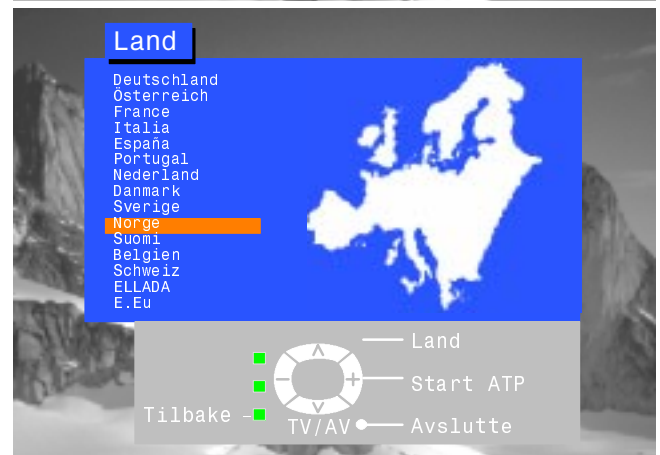 Land
Deutschland
Österreich
France
Italia
España
Portugal
Nederland
Danmark
Sverige
Norge
Suomi
Belgien
Schweiz
ELLADA
E.Eu
Land
Start ATP
Tilbake
TV/AV
Avslutte